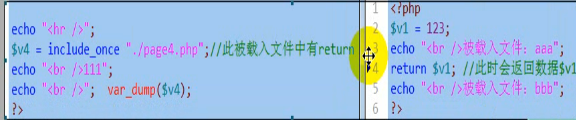 echo "<br />";
$v4 = include_once "./page4.php";//此被载入文件中有return
echo "<br />111";
echo "<br />"; var_dump($v4);
?>
1 <?php
2 $v1 = 123;
3 echo "<br />被载入文件: aaa";
4 return $v1; //此时会返回数据$v1
5 echo "<br />被载入文件: bbb";
6 ?>